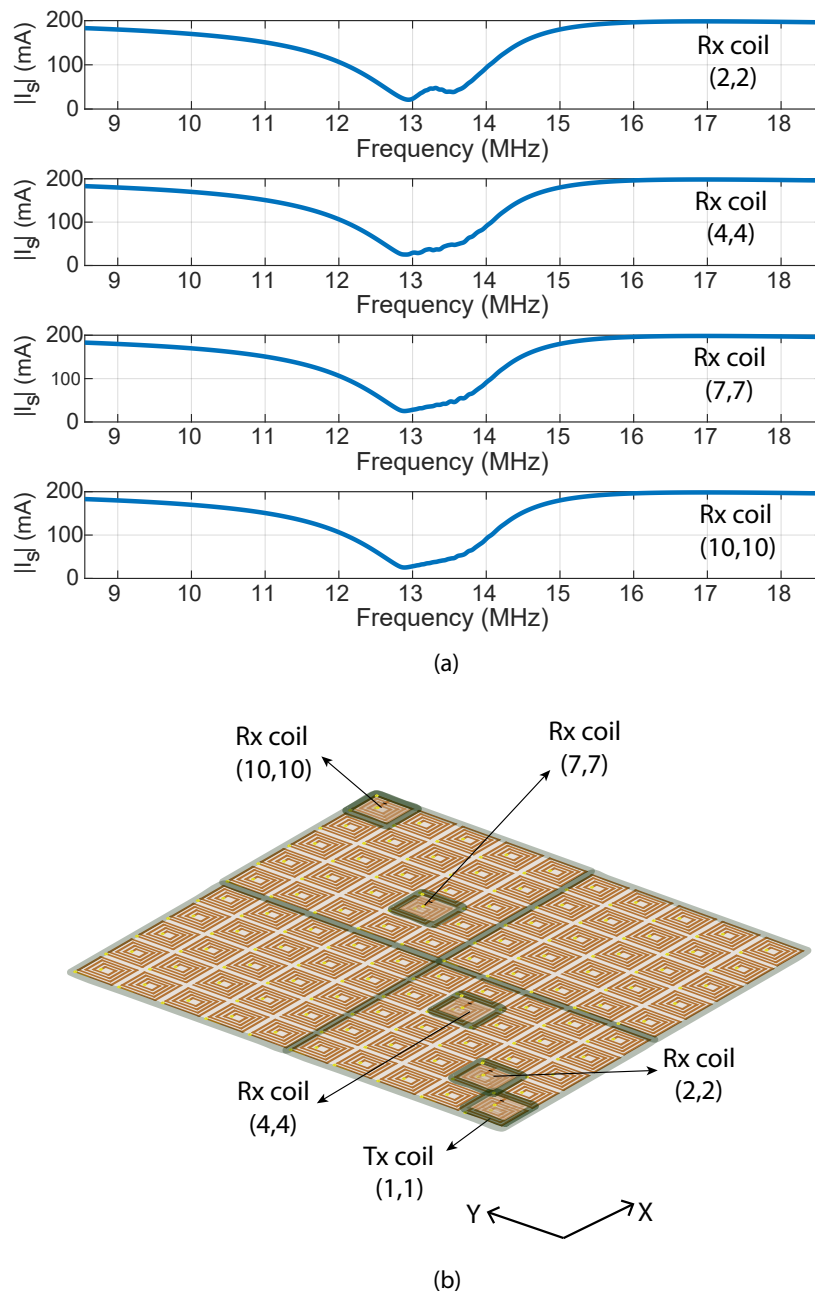 200
100
0
|I_s| (mA)
9 10 11 12 13 14 15 16 17 18
Frequency (MHz)
Rx coil
(2,2)
200
100
0
|I_s| (mA)
9 10 11 12 13 14 15 16 17 18
Frequency (MHz)
Rx coil
(4,4)
200
100
0
|I_s| (mA)
9 10 11 12 13 14 15 16 17 18
Frequency (MHz)
Rx coil
(7,7)
200
100
0
|I_s| (mA)
9 10 11 12 13 14 15 16 17 18
Frequency (MHz)
Rx coil
(10,10)
(a)
Rx coil
(10,10)
Rx coil
(7,7)
Rx coil
(4,4)
Rx coil
(2,2)
Tx coil
(1,1)
Y
X
(b)